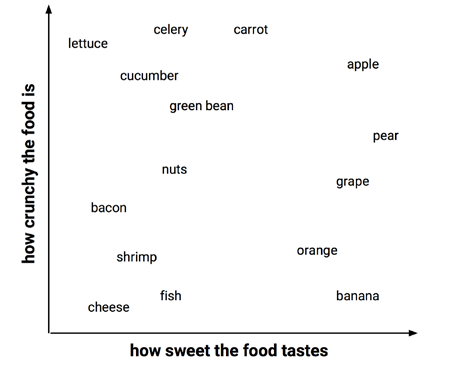 celery
carrot
lettuce
apple
cucumber
green bean
pear
nuts
grape
bacon
orange
shrimp
fish
banana
cheese
how crunchy the food is
how sweet the food tastes